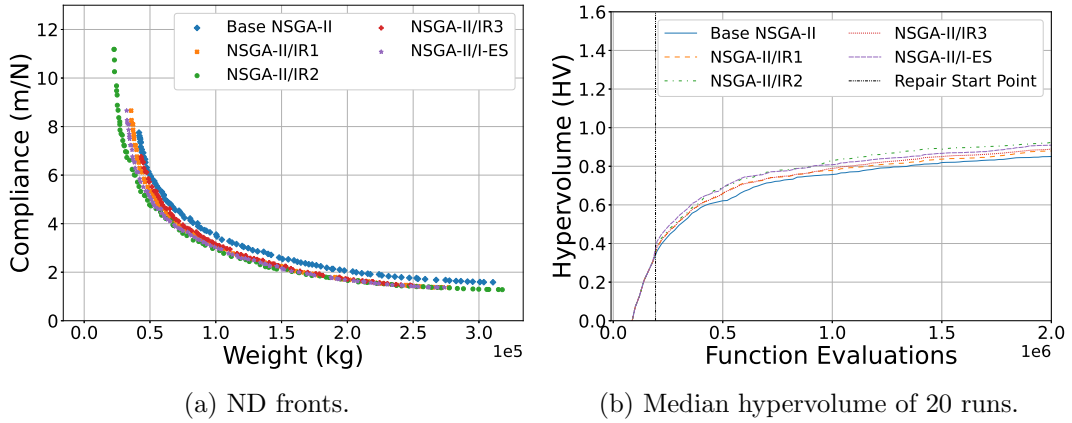 Base NSGA-II
NSGA-II/IR1
NSGA-II/IR2
NSGA-II/IR3
NSGA-II/I-ES
Compliance (m/N)
12
10
8
6
4
2
0
0.0 0.5 1.0 1.5 2.0 2.5 3.0
1e5
Weight (kg)
(a) ND fronts.
Base NSGA-II
NSGA-II/IR1
NSGA-II/IR2
NSGA-II/IR3
NSGA-II/I-ES
Repair Start Point
Hypervolume (HV)
1.6
1.4
1.2
1.0
0.8
0.6
0.4
0.2
0.0
0.0 0.5 1.0 1.5 2.0
1e6
Function Evaluations
(b) Median hypervolume of 20 runs.